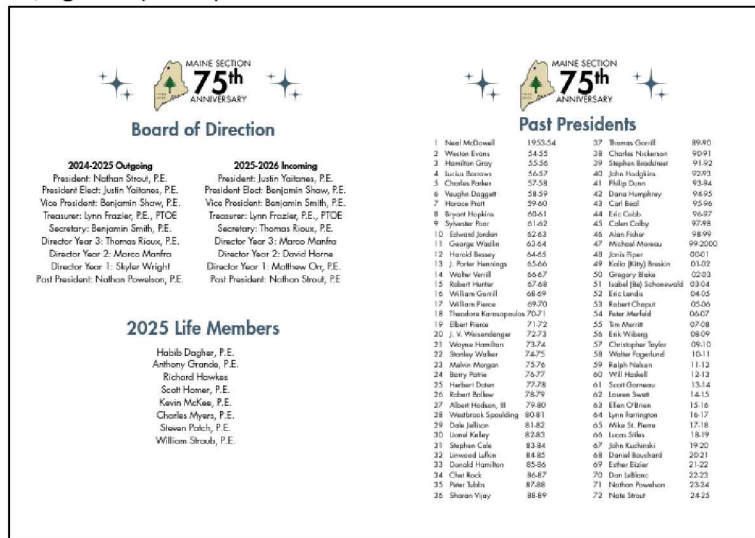 MAINE SECTION
75th
ANNIVERSARY
Board of Direction
2024-2025 Outgoing
President: Nathan Strout, P.E.
President Elect: Justin Yaitanes, P.E.
Vice President: Benjamin Shaw, P.E.
Treasurer: Lynn Frazier, P.E., PTOE
Secretary: Benjamin Smith, P.E.
Director Year 3: Thomas Rioux, P.E.
Director Year 2: Marco Manfra
Director Year 1: Skyler Wright
Past President: Nathan Powelson, P.E.
2025-2026 Incoming
President: Justin Yaitanes, P.E.
President Elect: Benjamin Shaw, P.E.
Vice President: Benjamin Smith, P.E.
Treasurer: Lynn Frazier, P.E., PTOE
Secretary: Thomas Rioux, P.E.
Director Year 3: Marco Manfra
Director Year 2: David Horne
Director Year 1: Matthew Orr, P.E.
Past President: Nathan Strout, P.E.
2025 Life Members
Habib Dagher, P.E.
Anthony Grande, P.E.
Richard Hawkes
Scott Homer, P.E.
Kevin McKee, P.E.
Charles Myers, P.E.
Steven Patch, P.E.
William Straub, P.E.
MAINE SECTION
75th
ANNIVERSARY
Past Presidents
1 Neal McDowell 1953-54
2 Weston Evans 54-55
3 Hamilton Gray 55-56
4 Lucius Barrows 56-57
5 Charles Parker 57-58
6 Vaughn Daggett 58-59
7 Horace Pratt 59-60
8 Bryant Hopkins 60-61
9 Sylvester Poor 61-62
10 Edward Jordan 62-63
11 George Wadlin 63-64
12 Harold Bessey 64-65
13 J. Porter Hennings 65-66
14 Walter Verrill 66-67
15 Robert Hunter 67-68
16 William Gorrill 68-69
17 William Pierce 69-70
18 Theodore Karasopoulos 70-71
19 Elbert Pierce 71-72
20 J. V. Weisendanger 72-73
21 Wayne Hamilton 73-74
22 Stanley Walker 74-75
23 Melvin Morgan 75-76
24 Barry Patrie 76-77
25 Herbert Doten 77-78
26 Robert Ballew 78-79
27 Albert Hodson, III 79-80
28 Westbrook Spaulding 80-81
29 Dale Jellison 81-82
30 Lionel Kelley 82-83
31 Stephen Cole 83-84
32 Linwood Lufkin 84-85
33 Donald Hamilton 85-86
34 Chet Rock 86-87
35 Peter Tubbs 87-88
36 Sharon Vijay 88-89
37 Thomas Gorrill 89-90
38 Charles Nickerson 90-91
39 Stephen Bradstreet 91-92
40 John Hodgkins 92-93
41 Philip Dunn 93-94
42 Dana Humphrey 94-95
43 Carl Beal 95-96
44 Eric Cobb 96-97
45 Calen Colby 97-98
46 Alan Fisher 98-99
47 Michael Moreau 99-2000
48 Janis Piper 00-01
49 Kalia (Kitty) Breskin 01-02
48 Gregory Blake 02-03
51 Isabel (Ibe) Schonewald 03-04
52 Eric Landis 04-05
53 Robert Chaput 05-06
54 Peter Merfeld 06-07
55 Tim Merritt 07-08
56 Erik Wiberg 08-09
57 Christopher Taylor 09-10
58 Walter Fagerlund 10-11
59 Ralph Nelson 11-12
60 Will Haskell 12-13
61 Scott Garneau 13-14
62 Lauren Swett 14-15
63 Ellen O'Brien 15-16
64 Lynn Farrington 16-17
65 Mike St. Pierre 17-18
66 Lucas Stiles 18-19
67 John Kuchinski 19-20
68 Daniel Bouchard 20-21
69 Esther Bizier 21-22
70 Dan LeBlanc 22-23
71 Nathan Powelson 23-24
72 Nate Strout 24-25